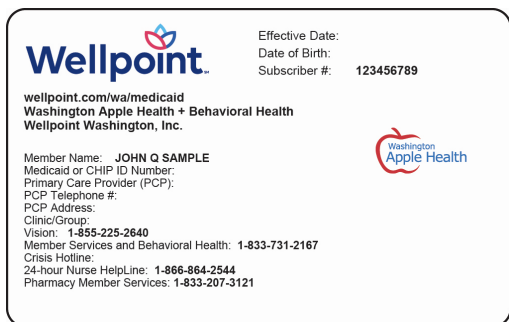 Wellpoint
SM
Effective Date:
Date of Birth:
Subscriber #: 123456789
wellpoint.com/wa/medicaid
Washington Apple Health + Behavioral Health
Wellpoint Washington, Inc.
Washington
Apple Health
Member Name: JOHN Q SAMPLE
Medicaid or CHIP ID Number:
Primary Care Provider (PCP):
PCP Telephone #:
PCP Address:
Clinic/Group:
Vision: 1-855-225-2640
Member Services and Behavioral Health: 1-833-731-2167
Crisis Hotline:
24-hour Nurse HelpLine: 1-866-864-2544
Pharmacy Member Services: 1-833-207-3121